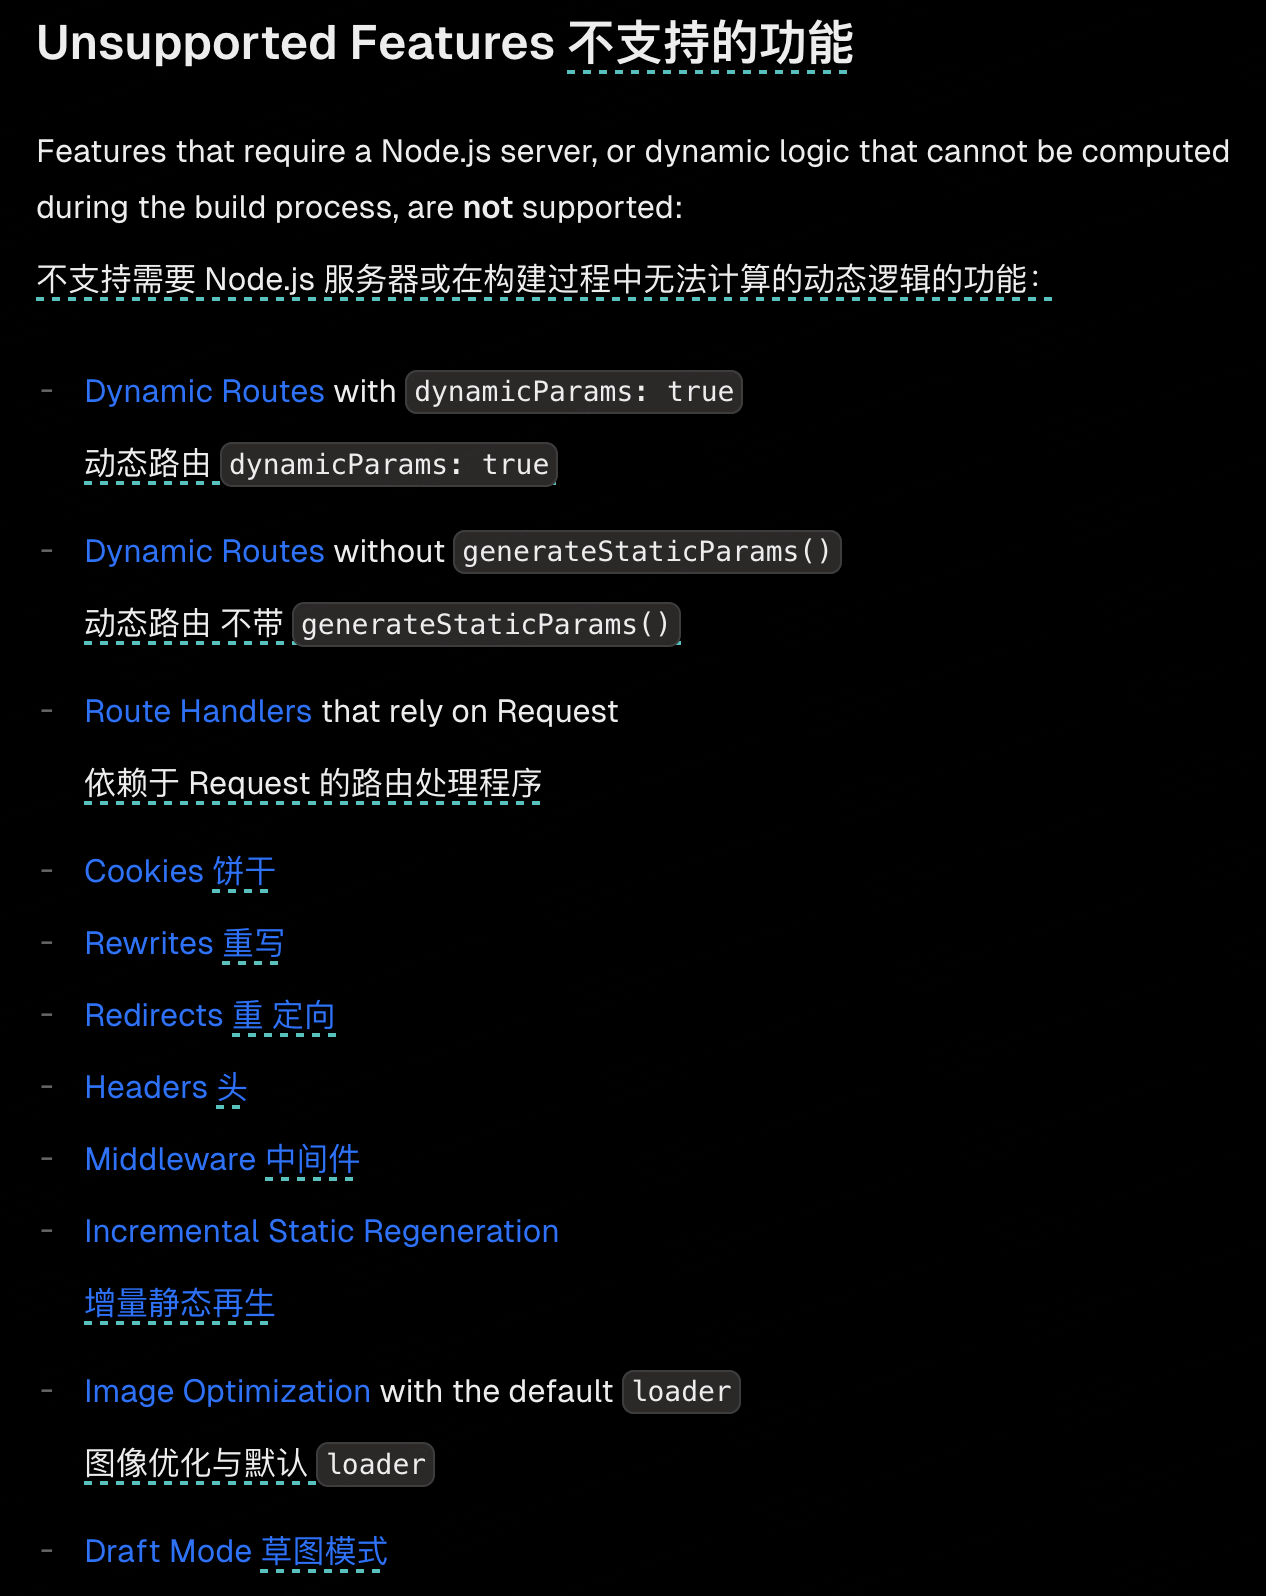 Unsupported Features 不支持的功能
Features that require a Node.js server, or dynamic logic that cannot be computed
during the build process, are not supported:
不支持需要 Node.js 服务器或在构建过程中无法计算的动态逻辑的功能：
- Dynamic Routes with dynamicParams: true
动态路由 dynamicParams: true
- Dynamic Routes without generateStaticParams()
动态路由 不带 generateStaticParams()
- Route Handlers that rely on Request
依赖于 Request 的路由处理程序
- Cookies 饼干
- Rewrites 重写
- Redirects 重 定向
- Headers 头
- Middleware 中间件
- Incremental Static Regeneration
增量静态再生
- Image Optimization with the default loader
图像优化与默认 loader
- Draft Mode 草图模式